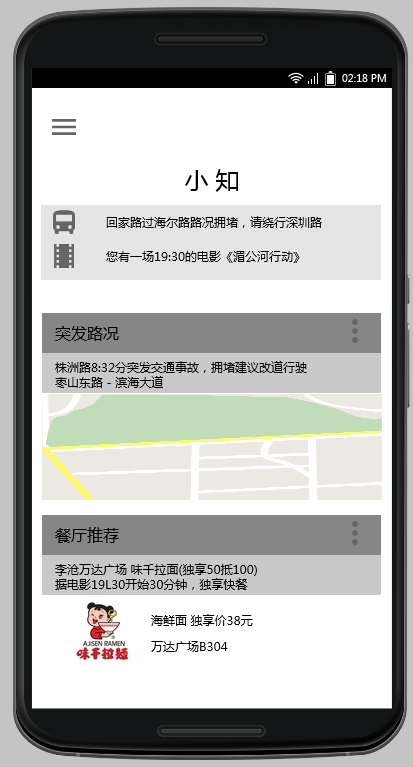 02:18 PM
小 知
回家路过海尔路路况拥堵，请绕行深圳路
您有一场19:30的电影《湄公河行动》
突发路况
株洲路8:32分突发交通事故，拥堵建议改道行驶
枣山东路 - 滨海大道
餐厅推荐
李沧万达广场 味千拉面(独享50抵100)
据电影19L30开始30分钟，独享快餐
AJISEN RAMEN
味千拉麺
海鲜面 独享价38元
万达广场B304